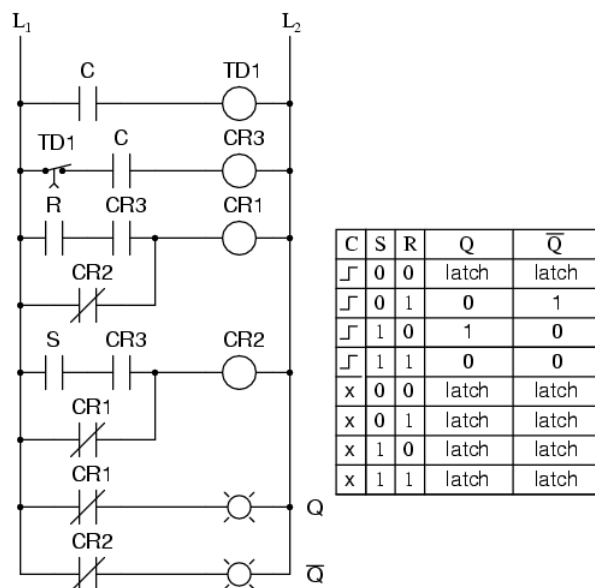 L1 L2
C TD1
TD1 C CR3
R CR3 CR1
CR2
S CR3 CR2
CR1
CR1
Q
CR2
Q̅
C S R Q Q̅
0 0 latch latch
0 1 0 1
1 0 1 0
1 1 0 0
x 0 0 latch latch
x 0 1 latch latch
x 1 0 latch latch
x 1 1 latch latch